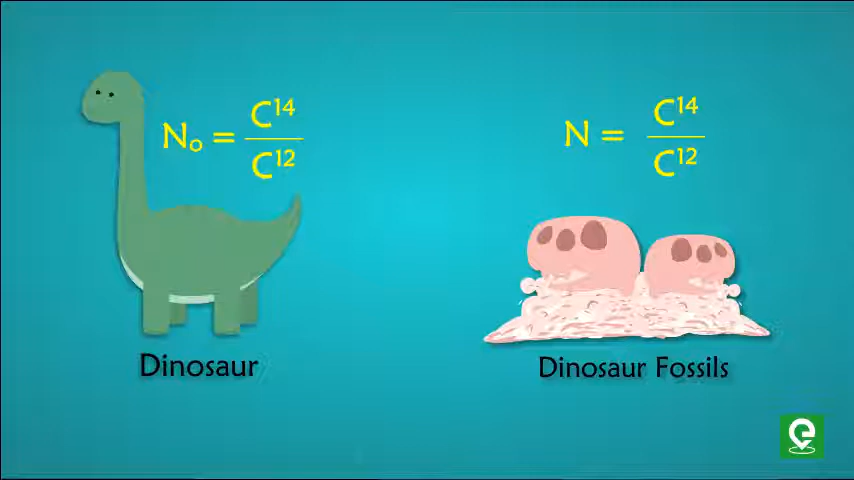 N₀ = C¹⁴/C¹²
N = C¹⁴/C¹²
Dinosaur
Dinosaur Fossils